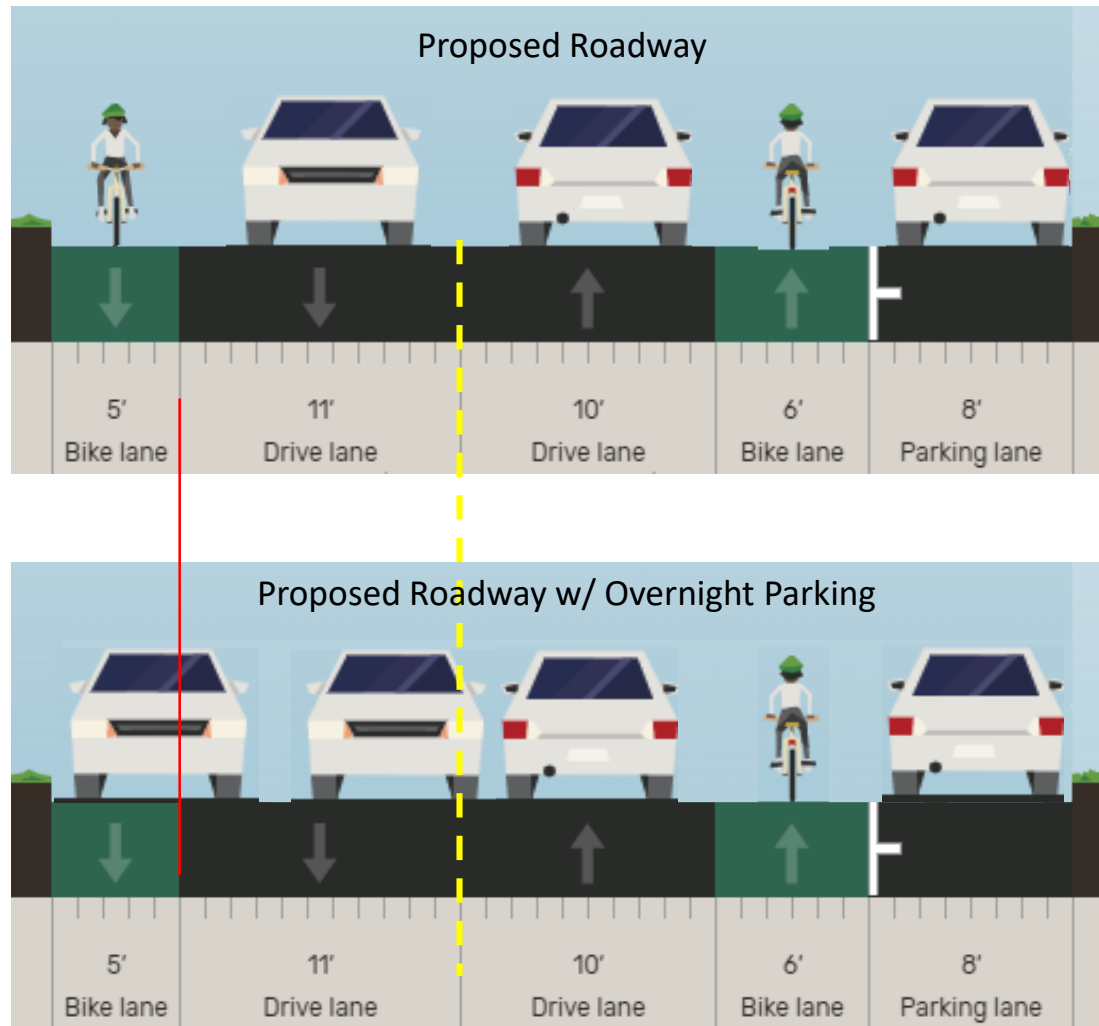 Proposed Roadway
5′ 11′ 10′ 6′ 8′
Bike lane Drive lane Drive lane Bike lane Parking lane
Proposed Roadway w/ Overnight Parking
5′ 11′ 10′ 6′ 8′
Bike lane Drive lane Drive lane Bike lane Parking lane